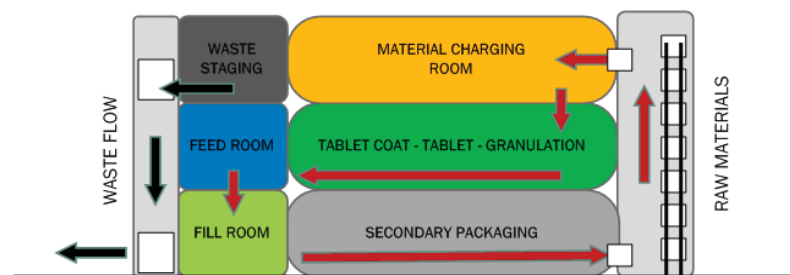 WASTE
STAGING
MATERIAL CHARGING
ROOM
WASTE FLOW
FEED ROOM
TABLET COAT - TABLET - GRANULATION
RAW MATERIALS
FILL ROOM
SECONDARY PACKAGING